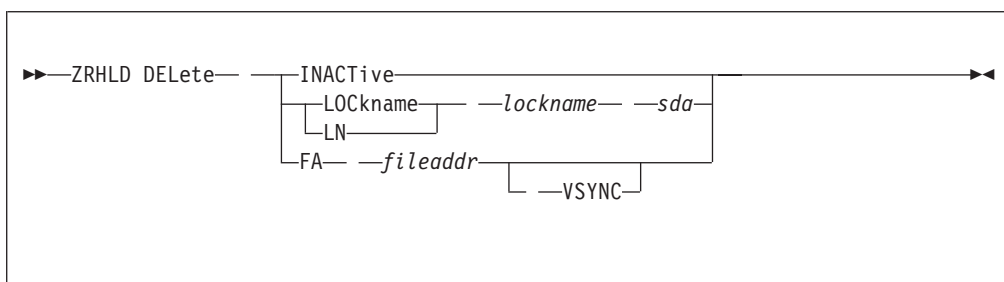 ZRHLD DELete INACTive
LOCkname lockname sda
LN
FA fileaddr
VSYNC